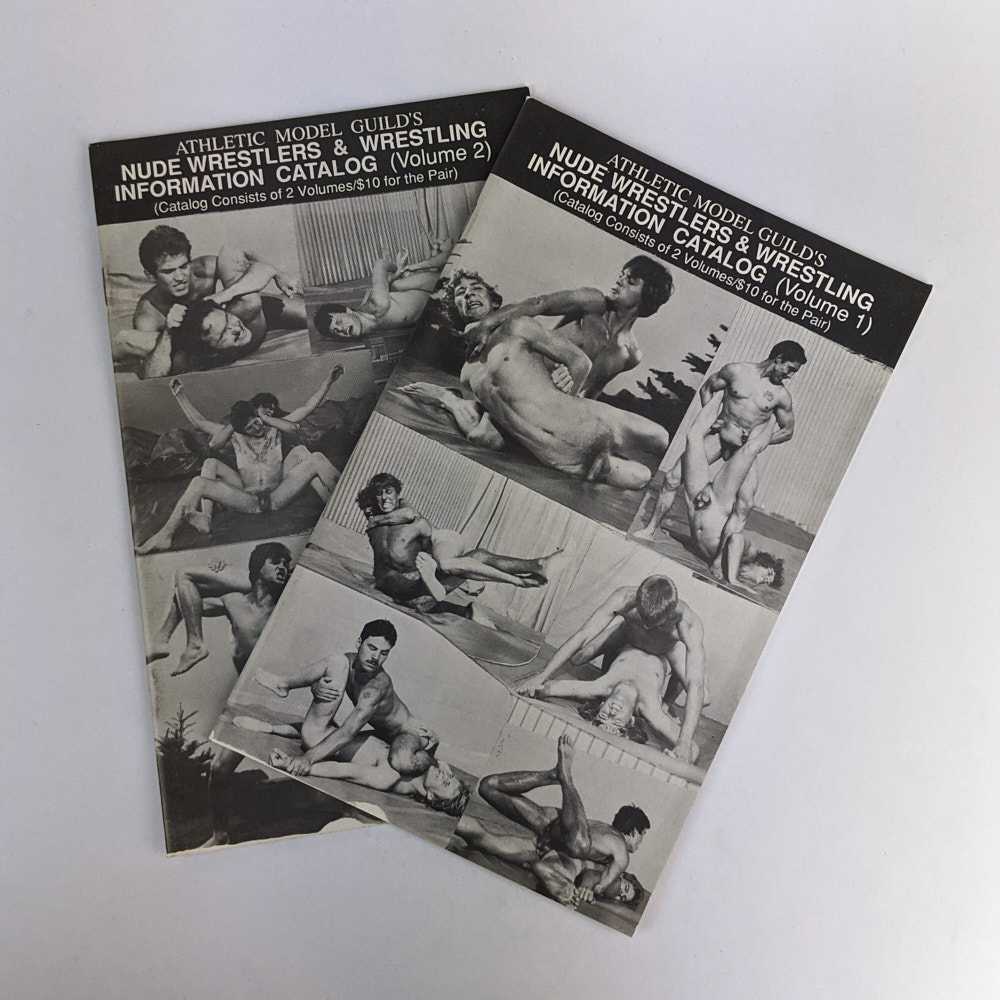 ATHLETIC MODEL GUILD'S
NUDE WRESTLERS & WRESTLING
INFORMATION CATALOG (Volume 2)
(Catalog Consists of 2 Volumes/$10 for the Pair)
ATHLETIC MODEL GUILD'S
NUDE WRESTLERS & WRESTLING
INFORMATION CATALOG (Volume 1)
(Catalog Consists of 2 Volumes/$10 for the Pair)